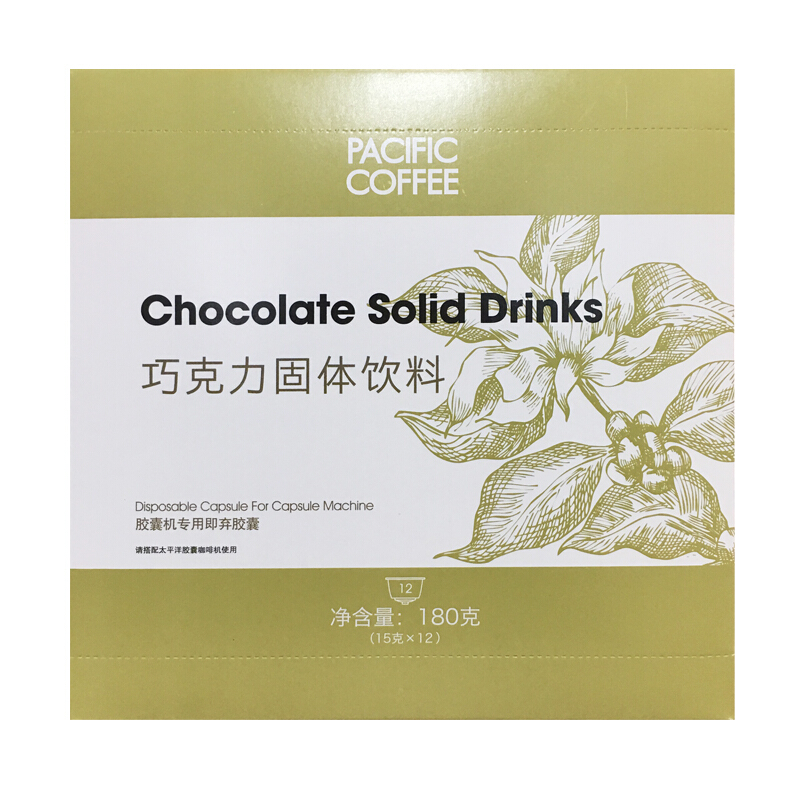 PACIFIC
COFFEE
Chocolate Solid Drinks
巧克力固体饮料
Disposable Capsule For Capsule Machine
胶囊机专用即弃胶囊
请搭配太平洋胶囊咖啡机使用
12
净含量：180克
（15克×12）